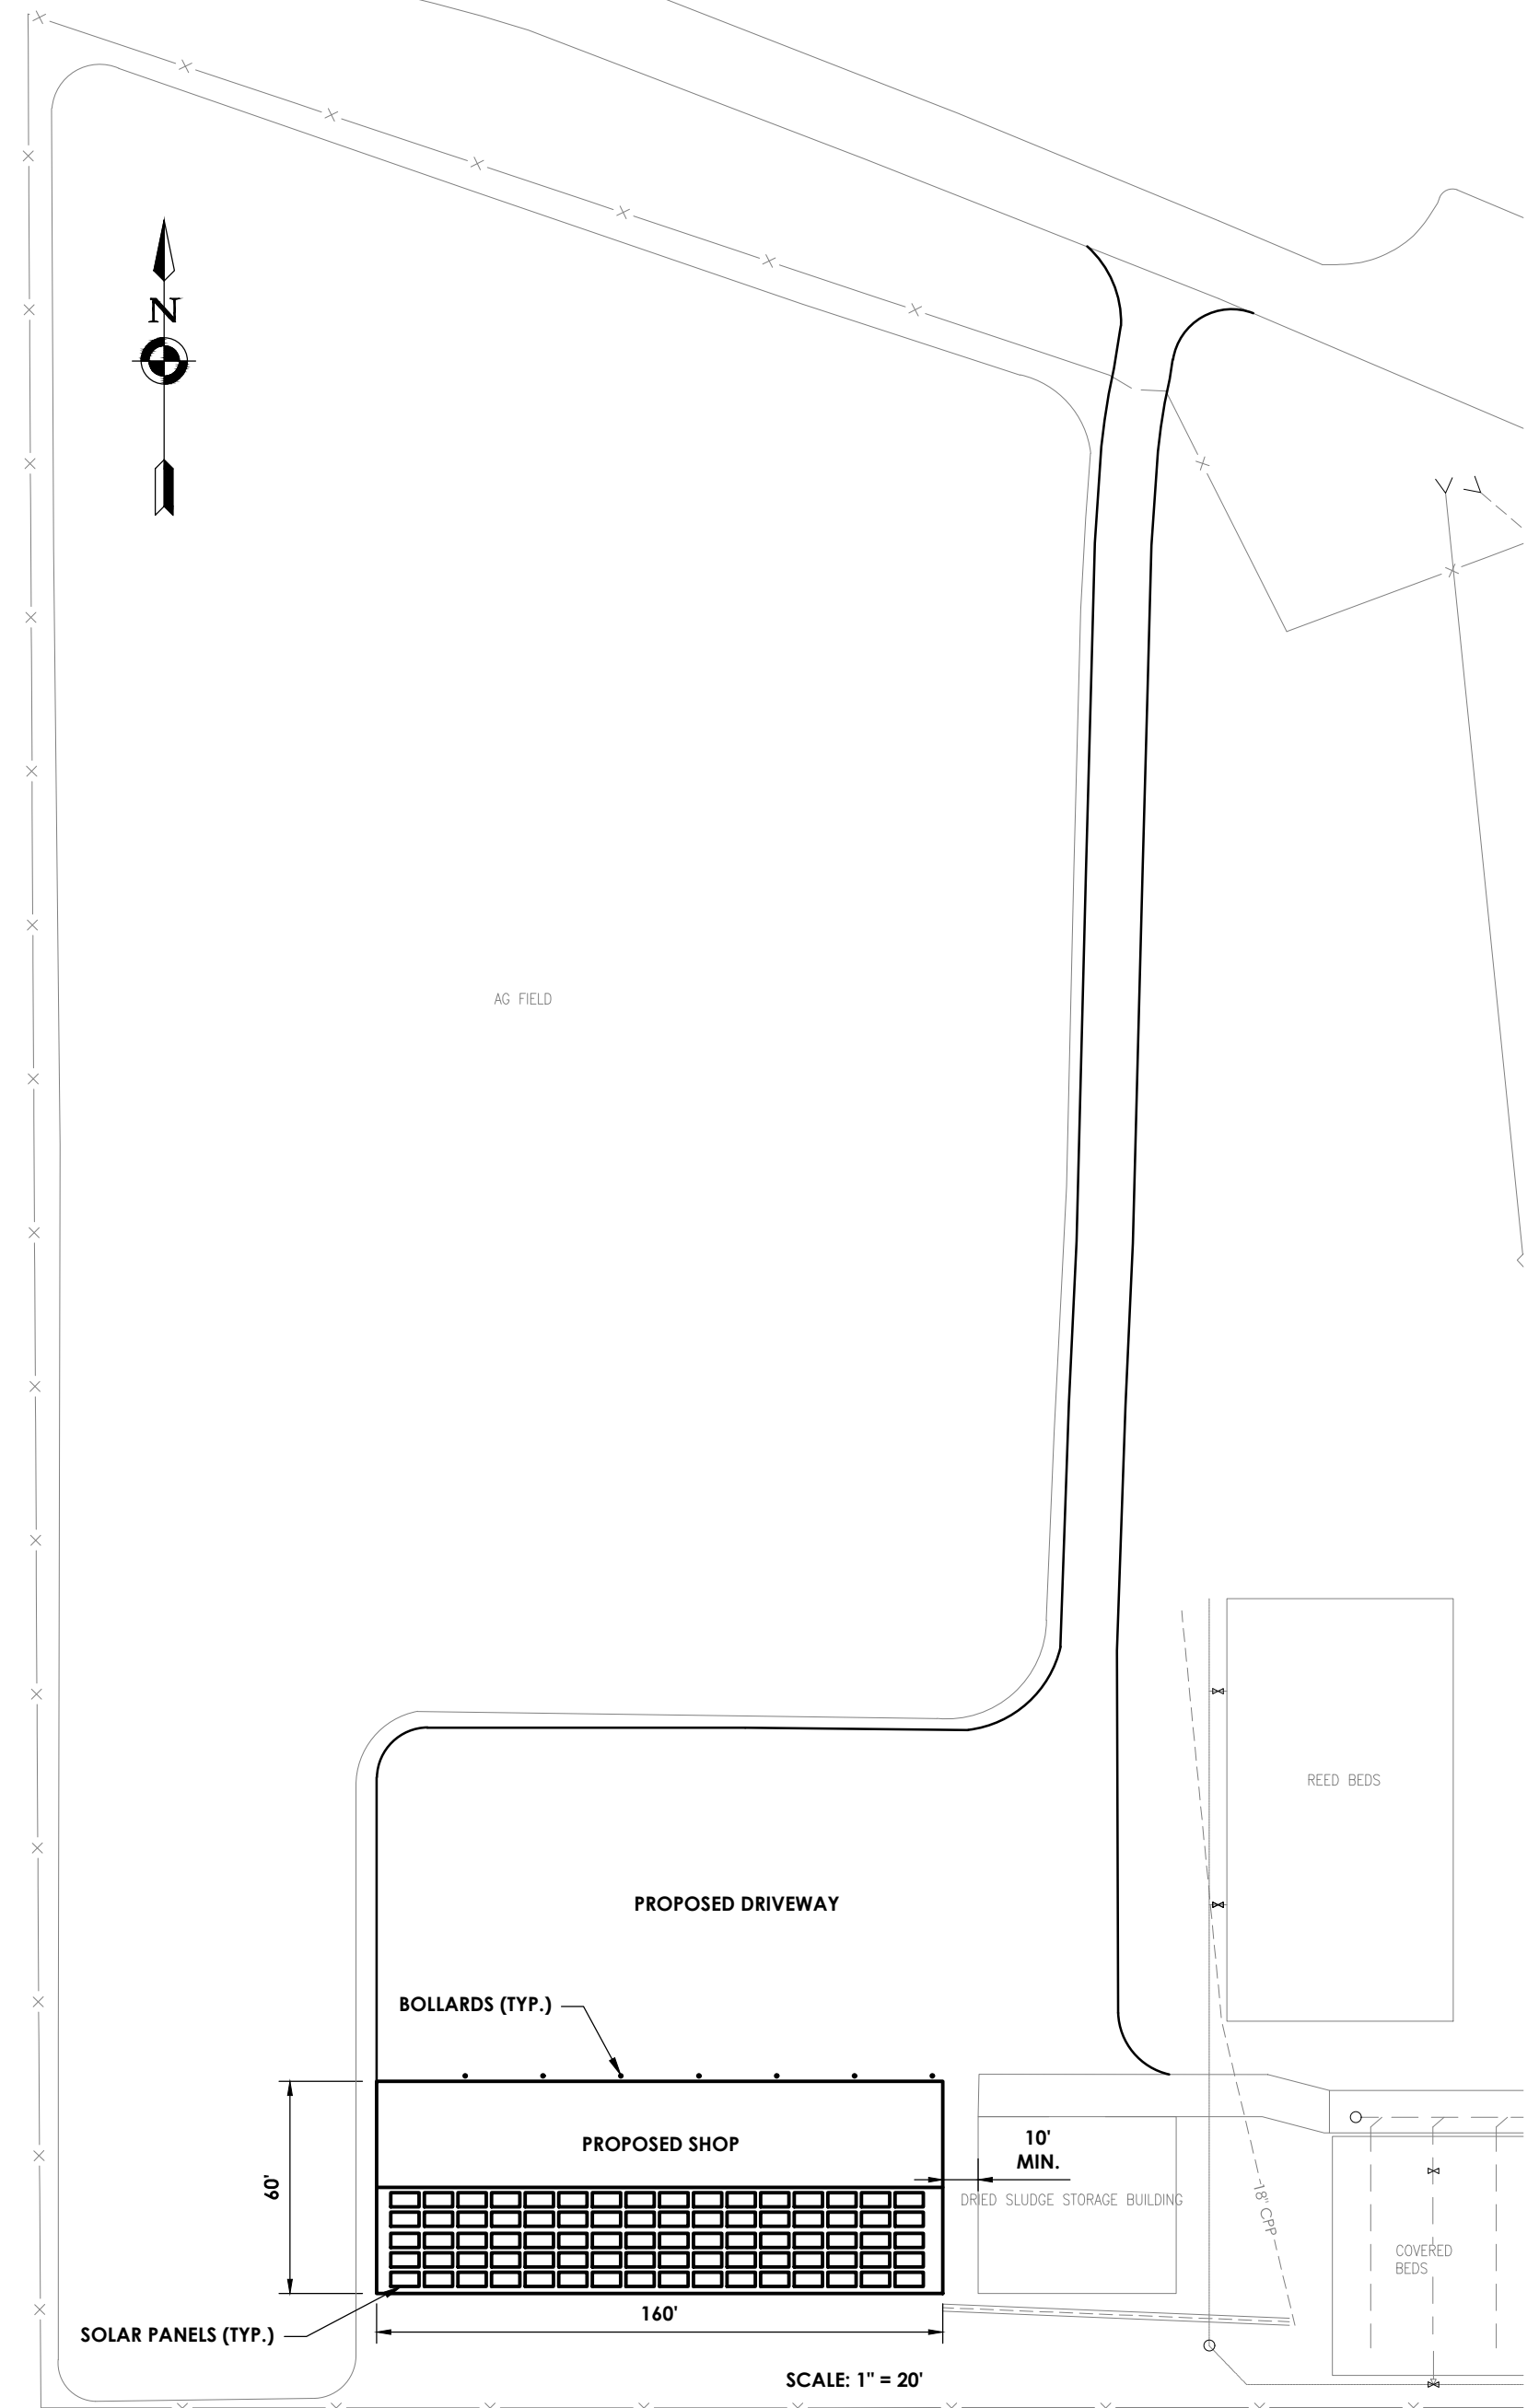 N
AG FIELD
REED BEDS
PROPOSED DRIVEWAY
BOLLARDS (TYP.)
PROPOSED SHOP
10'
MIN.
60'
DRIED SLUDGE STORAGE BUILDING
18" CPP
COVERED
BEDS
160'
SOLAR PANELS (TYP.)
SCALE: 1" = 20'